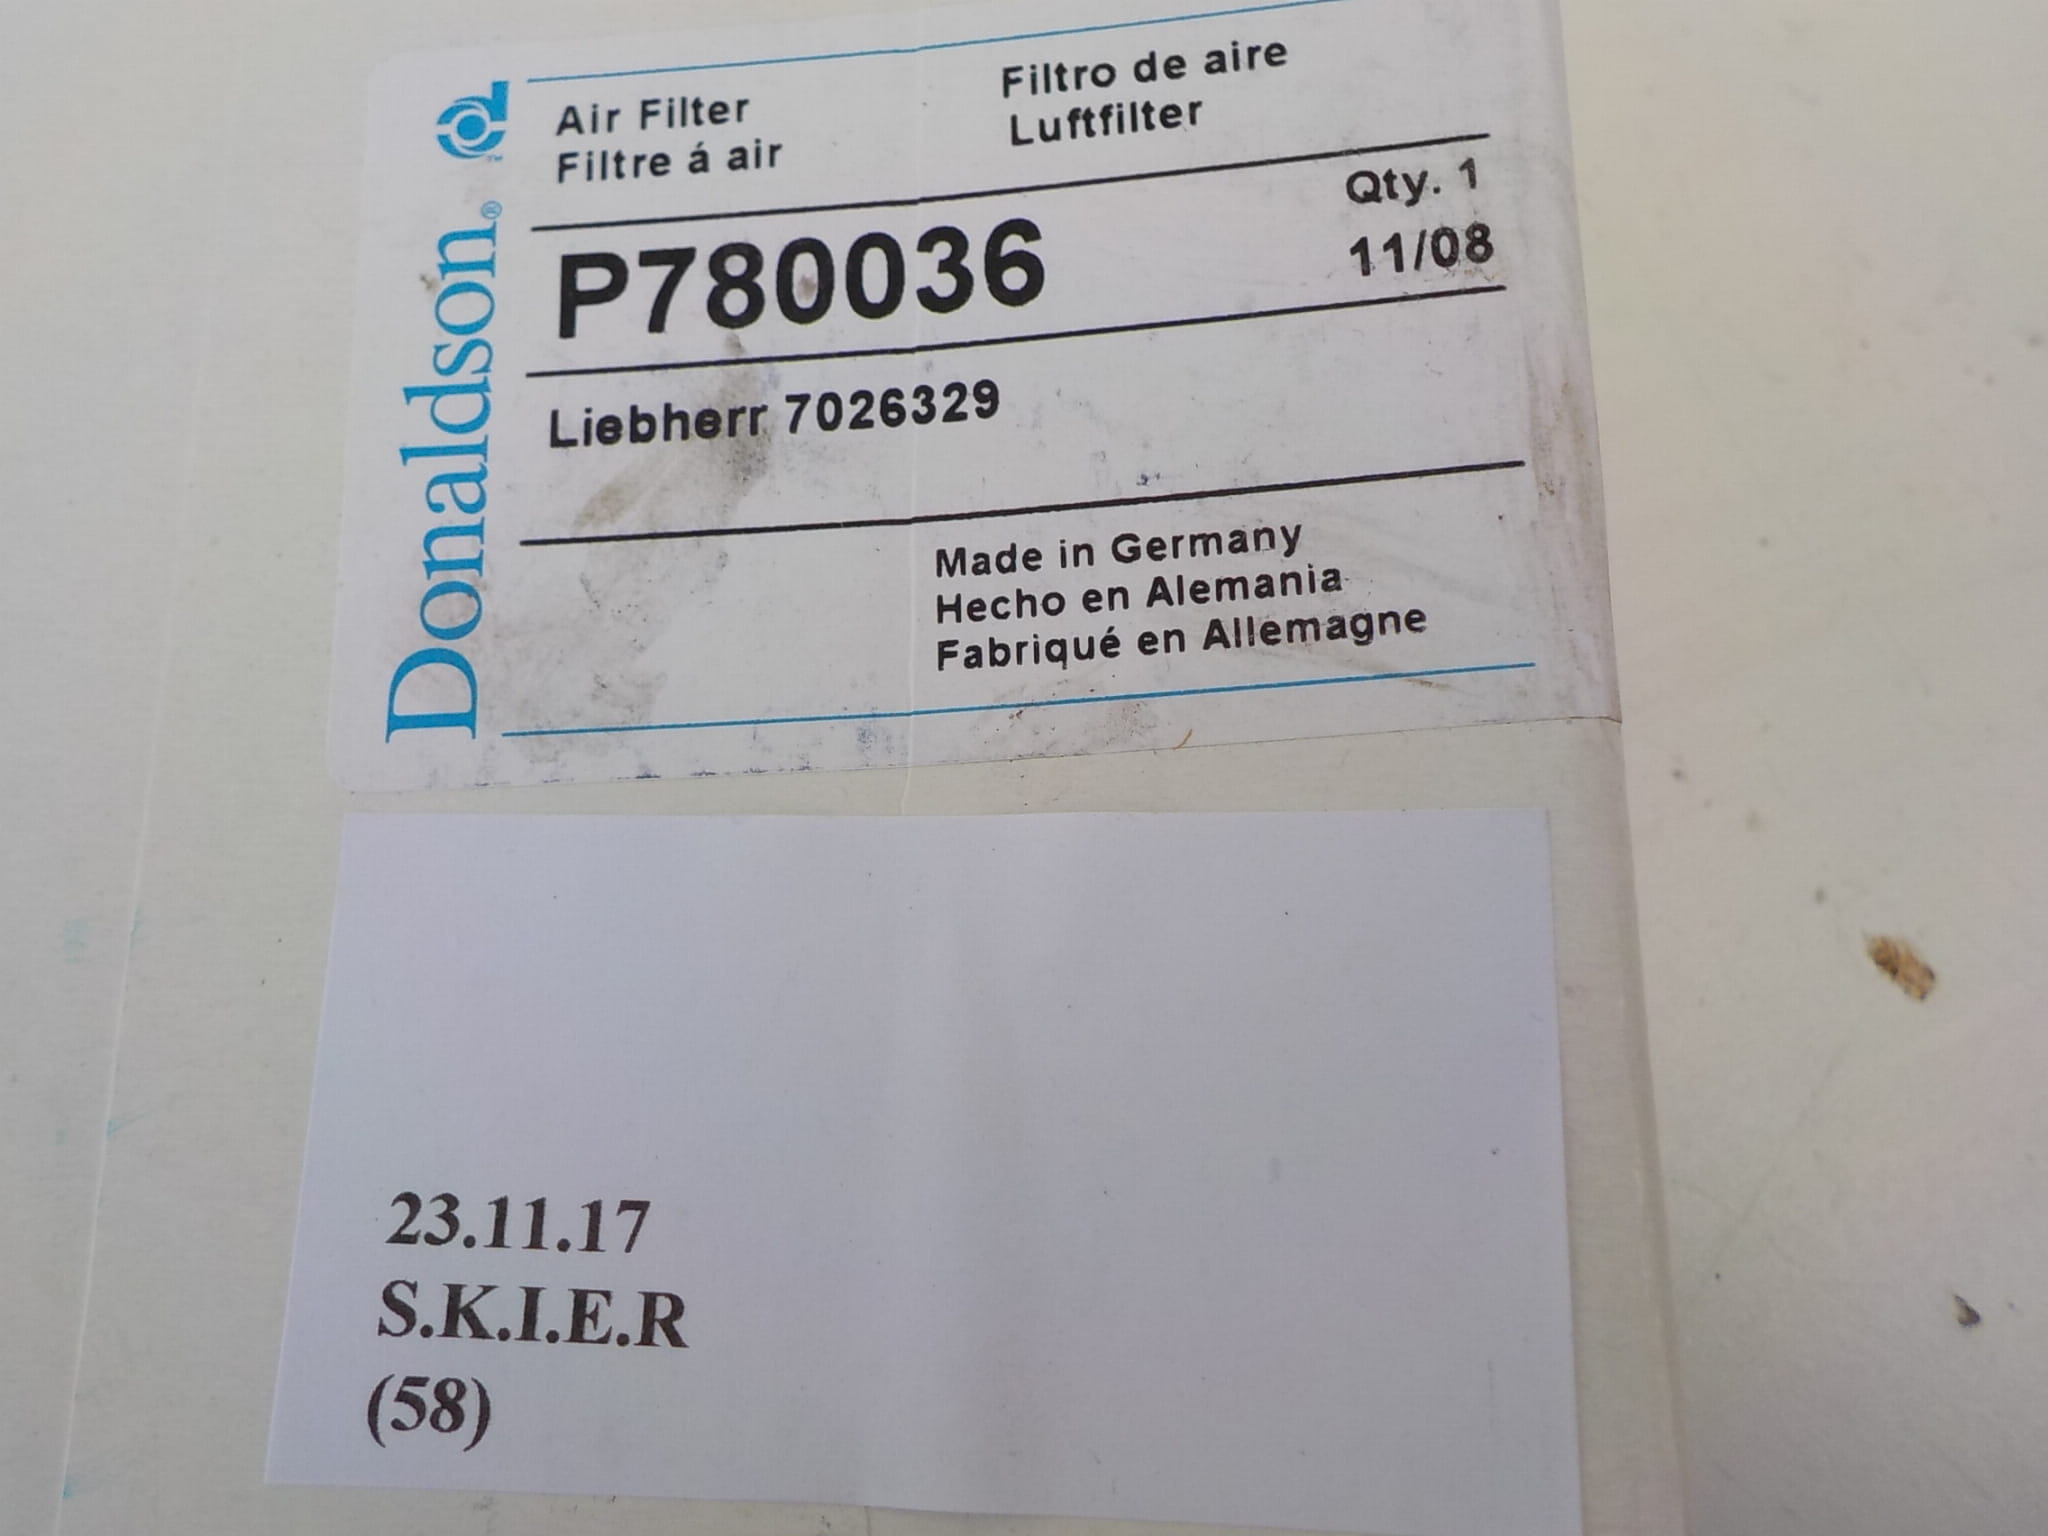 Donaldson®
Air Filter
Filtre á air
Filtro de aire
Luftfilter
P780036
Qty. 1
11/08
Liebherr 7026329
Made in Germany
Hecho en Alemania
Fabriqué en Allemagne
23.11.17
S.K.I.E.R
(58)